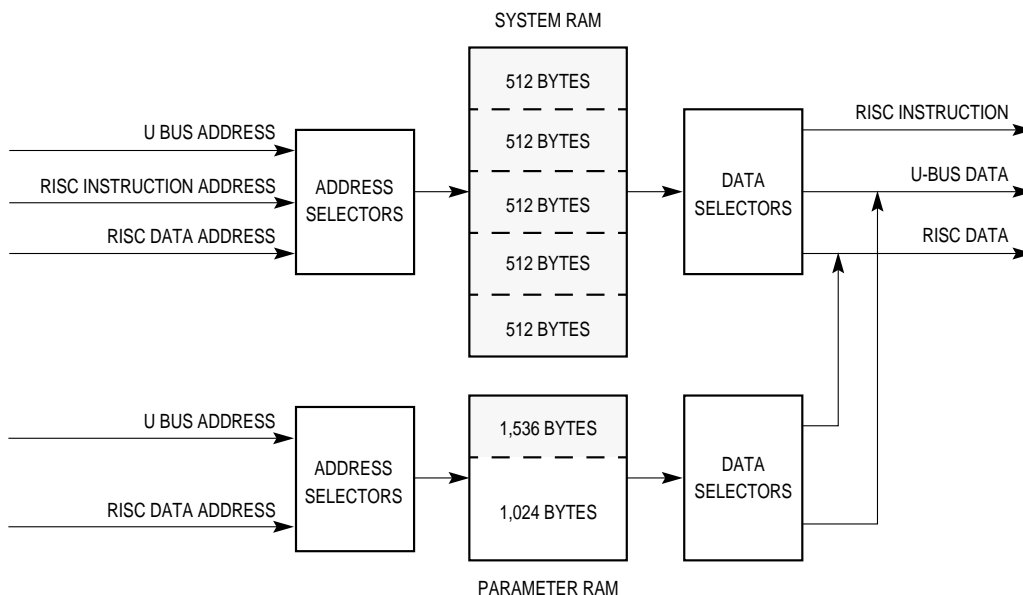 SYSTEM RAM
512 BYTES
512 BYTES
512 BYTES
512 BYTES
512 BYTES
U BUS ADDRESS
RISC INSTRUCTION ADDRESS
RISC DATA ADDRESS
ADDRESS
SELECTORS
DATA
SELECTORS
RISC INSTRUCTION
U-BUS DATA
RISC DATA
U BUS ADDRESS
RISC DATA ADDRESS
ADDRESS
SELECTORS
1,536 BYTES
1,024 BYTES
DATA
SELECTORS
PARAMETER RAM